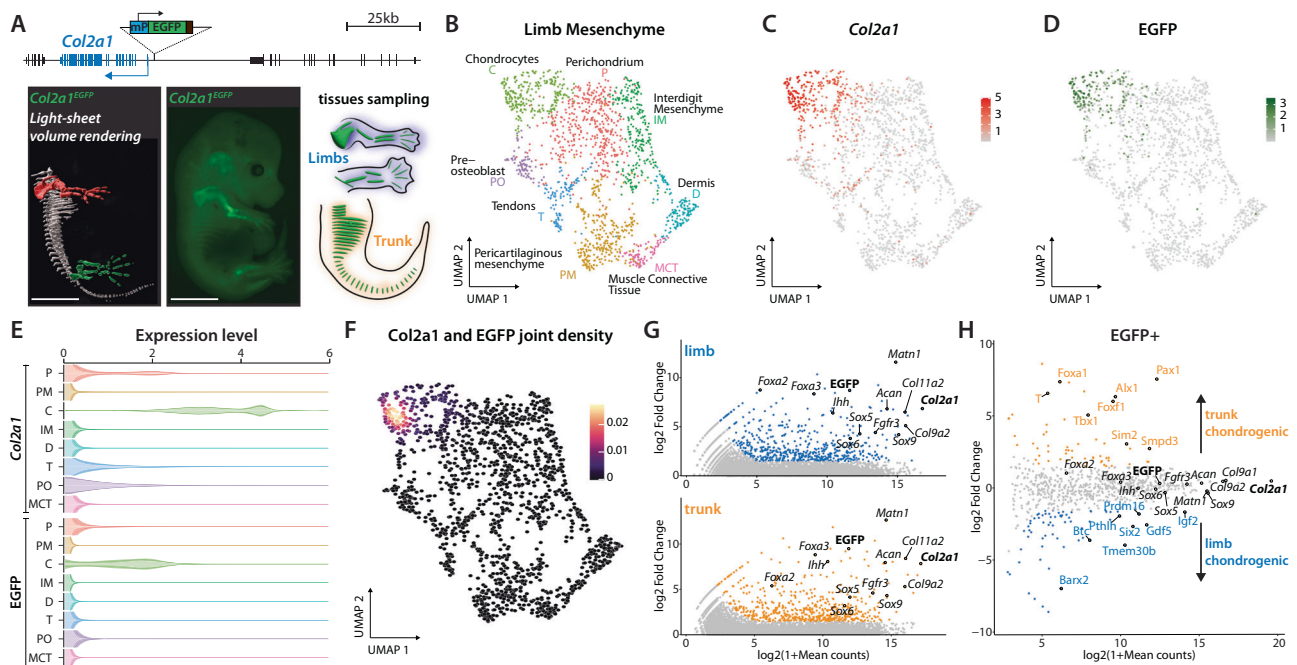 A
mP
EGFP
25kb
Col2a1
Col2a1EGFP
Light-sheet
volume rendering
Col2a1EGFP
tissues sampling
Limbs
Trunk
B
Limb Mesenchyme
Chondrocytes
C
Perichondrium
P
Interdigit
Mesenchyme
IM
Pre-
osteoblast
PO
Dermis
D
Tendons
T
Pericartilaginous
mesenchyme
PM
MCT
Muscle Connective
Tissue
UMAP 2
UMAP 1
C
Col2a1
5
3
1
UMAP 2
UMAP 1
D
EGFP
3
2
1
UMAP 2
UMAP 1
E
Expression level
0 2 4 6
Col2a1
P
PM
C
IM
D
T
PO
MCT
EGFP
P
PM
C
IM
D
T
PO
MCT
F
Col2a1 and EGFP joint density
0.02
0.01
0.00
UMAP 2
UMAP 1
G
limb
log2 Fold Change
10
5
0
Matn1
Foxa2
Foxa3
EGFP
Col11a2
Ihh
Acan
Col2a1
Sox5
Fgfr3
Sox6
Sox9
Col9a2
0 5 10 15
trunk
log2 Fold Change
10
5
0
Matn1
EGFP
Col11a2
Foxa3
Acan
Col2a1
Ihh
Foxa2
Fgfr3
Col9a2
Sox5
Sox9
Sox6
0 5 10 15
log2(1+Mean counts)
H
EGFP+
log2 Fold Change
10
5
0
−5
−10
Foxa1
Pax1
T
Alx1
Foxf1
Tbx1
Sim2
Smpd3
trunk
chondrogenic
Foxa2
EGFP
Foxa3
Fgfr3
Acan
Col9a1
Ihh
Col9a2
Sox6
Matn1
Col2a1
Sox5
Sox9
Prdm16
Igf2
Btc
Pthlh
Six2
Gdf5
Tmem30b
limb
chondrogenic
Barx2
5 10 15 20
log2(1+Mean counts)